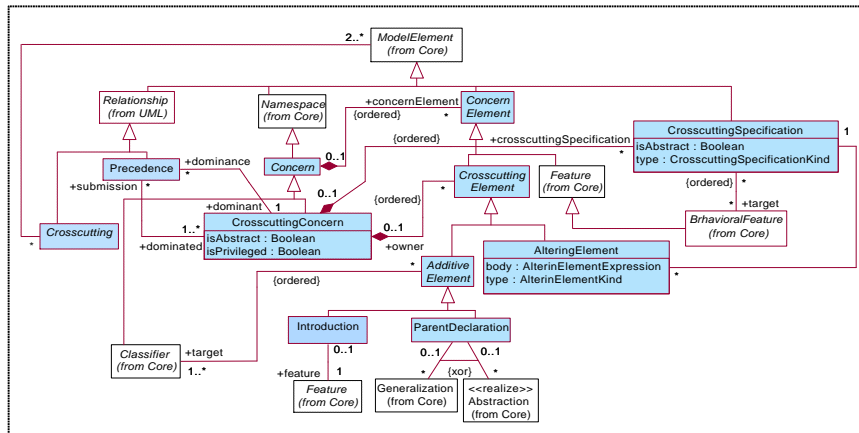 2..*
ModelElement
(from Core)
Relationship
(from UML)
Namespace
(from Core)
+concernElement
{ordered}
*
Concern
Element
{ordered}
+crosscuttingSpecification
*
CrosscuttingSpecification
isAbstract : Boolean
type : CrosscuttingSpecificationKind
1
Precedence
+dominance
*
+submission
*
Concern
0..1
0..1
Crosscutting
Element
*
{ordered}
Feature
(from Core)
{ordered}
*
*
+target
BrhavioralFeature
(from Core)
Crosscutting
*
+dominant
1
1..*
+dominated
CrosscuttingConcern
isAbstract : Boolean
isPrivileged : Boolean
0..1
+owner
AlteringElement
body : AlterinElementExpression
type : AlterinElementKind
*
{ordered}
*
Additive
Element
Classifier
(from Core)
+target
1..*
Introduction
0..1
+feature
1
Feature
(from Core)
ParentDeclaration
0..1
0..1
*
{xor}
*
Generalization
(from Core)
<<realize>>
Abstraction
(from Core)